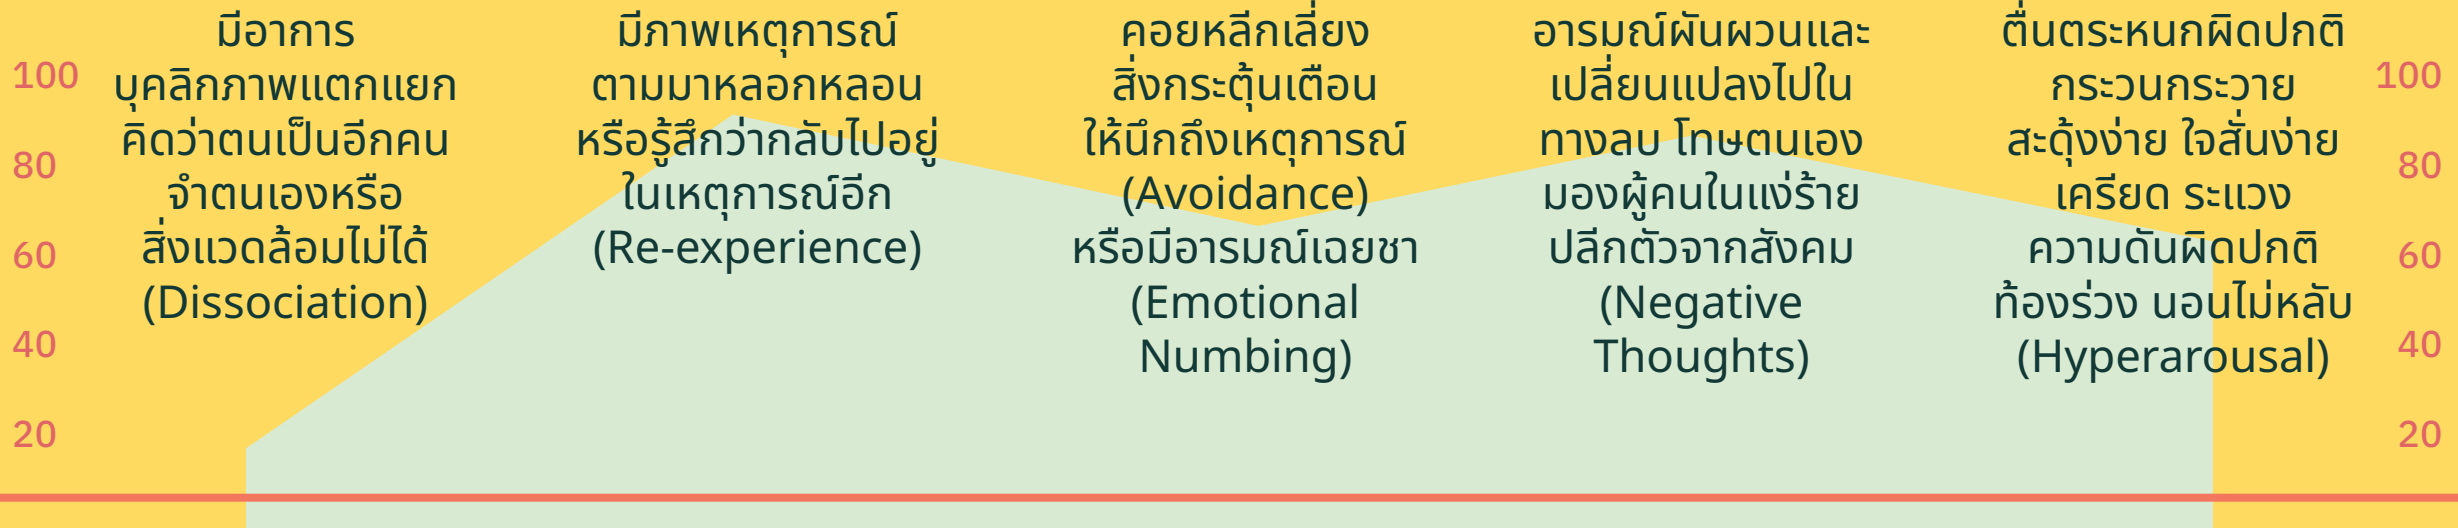 มีอาการ
บุคลิกภาพแตกแยก
คิดว่าตนเป็นอีกคน
จำตนเองหรือ
สิ่งแวดล้อมไม่ได้
(Dissociation)
มีภาพเหตุการณ์
ตามมาหลอกหลอน
หรือรู้สึกว่ากลับไปอยู่
ในเหตุการณ์อีก
(Re-experience)
คอยหลีกเลี่ยง
สิ่งกระตุ้นเตือน
ให้นึกถึงเหตุการณ์
(Avoidance)
หรือมีอารมณ์เฉยชา
(Emotional
Numbing)
อารมณ์ผันผวนและ
เปลี่ยนแปลงไปใน
ทางลบ โทษตนเอง
มองผู้คนในแง่ร้าย
ปลีกตัวจากสังคม
(Negative
Thoughts)
ตื่นตระหนกผิดปกติ
กระวนกระวาย
สะดุ้งง่าย ใจสั่นง่าย
เครียด ระแวง
ความดันผิดปกติ
ท้องร่วง นอนไม่หลับ
(Hyperarousal)
100
80
60
40
20
100
80
60
40
20